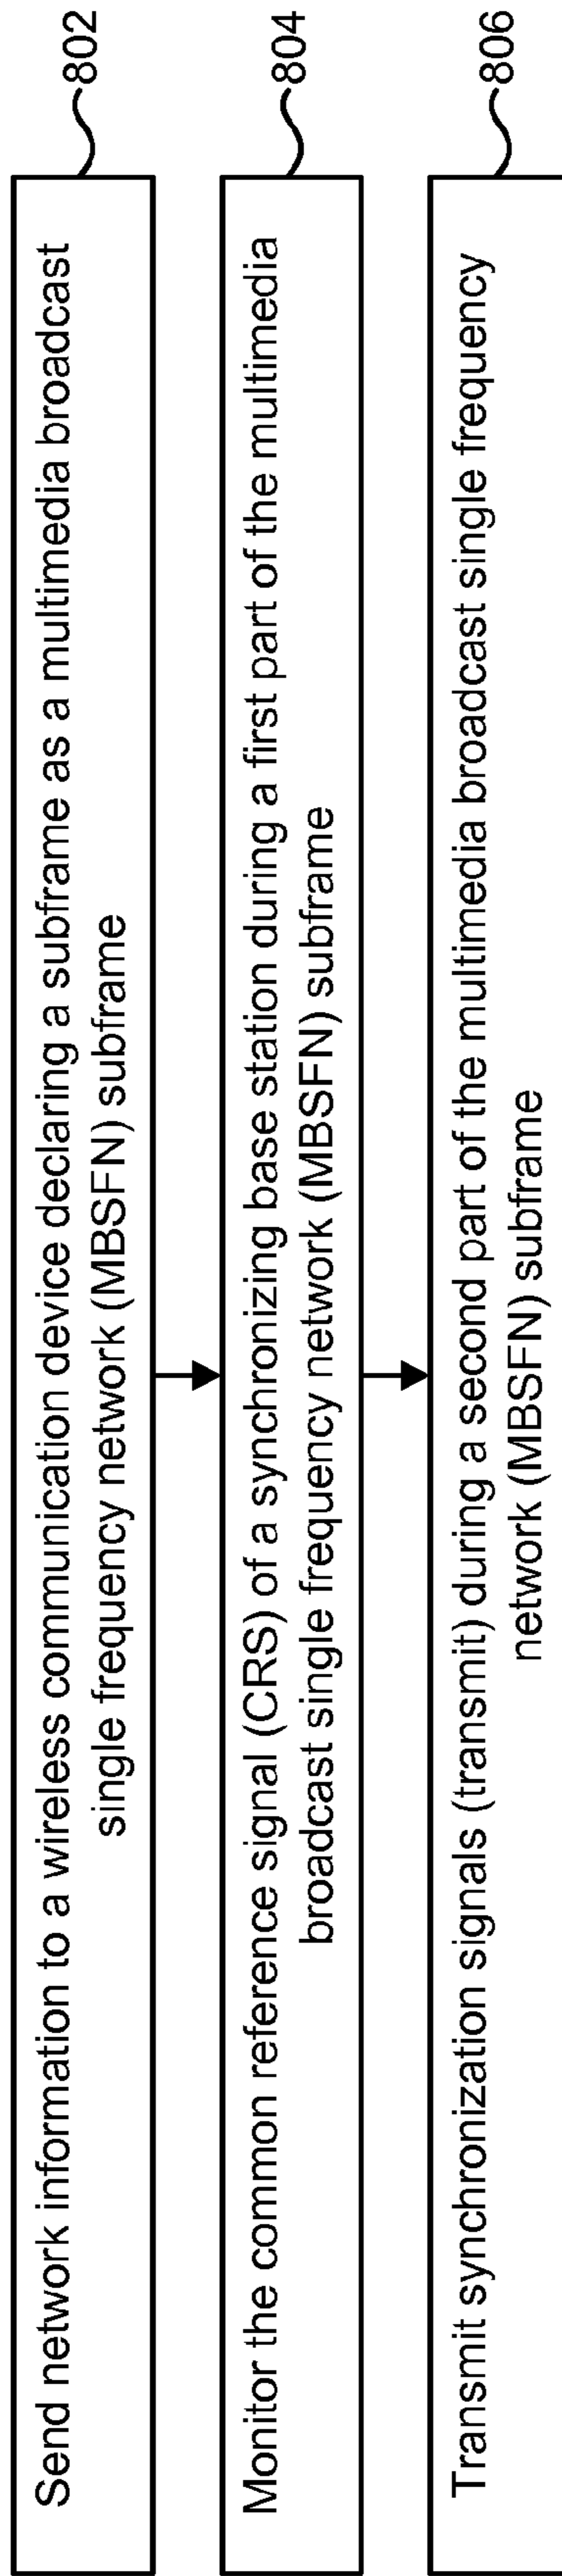 Send network information to a wireless communication device declaring a subframe as a multimedia broadcast
single frequency network (MBSFN) subframe
802
Monitor the common reference signal (CRS) of a synchronizing base station during a first part of the multimedia
broadcast single frequency network (MBSFN) subframe
804
Transmit synchronization signals (transmit) during a second part of the multimedia broadcast single frequency
network (MBSFN) subframe
806